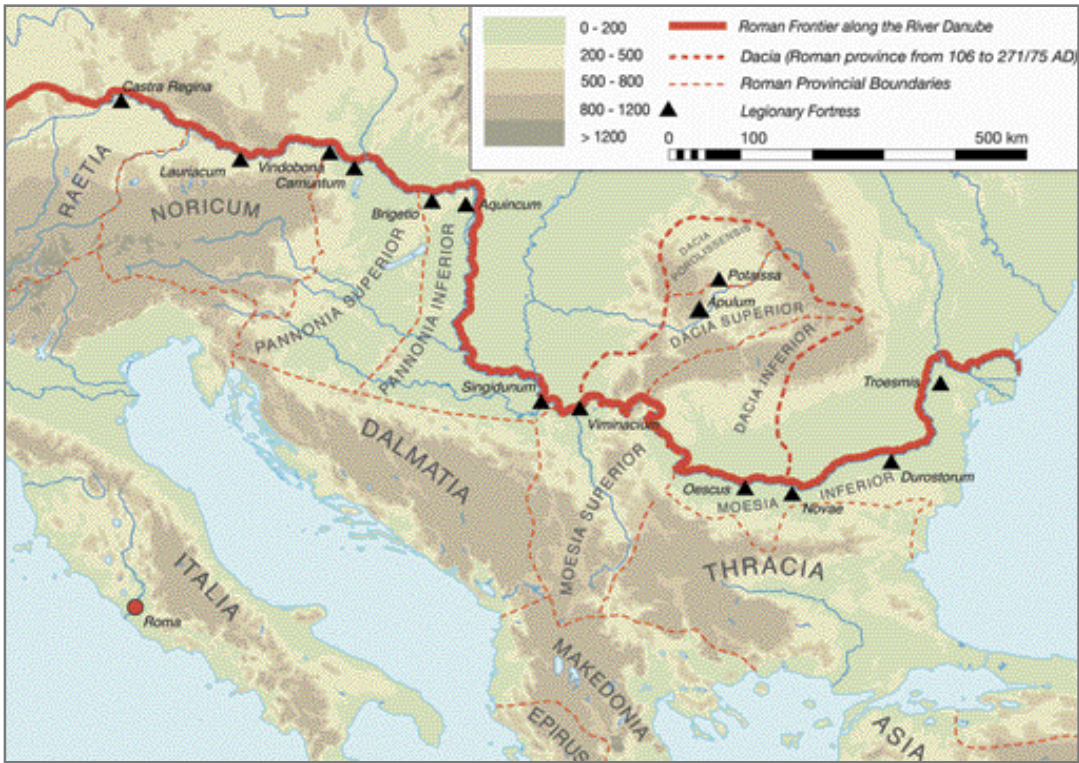 0 - 200
200 - 500
500 - 800
800 - 1200
> 1200
Roman Frontier along the River Danube
Dacia (Roman province from 106 to 271/75 AD)
Roman Provincial Boundaries
Legionary Fortress
0 100 500 km
Castra Regina
RAETIA
Lauriacum
Vindobona
Carnuntum
NORICUM
Brigetio
Aquincum
PANNONIA SUPERIOR
PANNONIA INFERIOR
DACIA
POROLISSENSIS
Potaissa
Apulum
DACIA SUPERIOR
DACIA INFERIOR
Singidunum
Viminacium
Troesmis
DALMATIA
MOESIA SUPERIOR
Oescus
MOESIA INFERIOR
Novae
Durostorum
THRACIA
ITALIA
Roma
MAKEDONIA
EPIRUS
ASIA